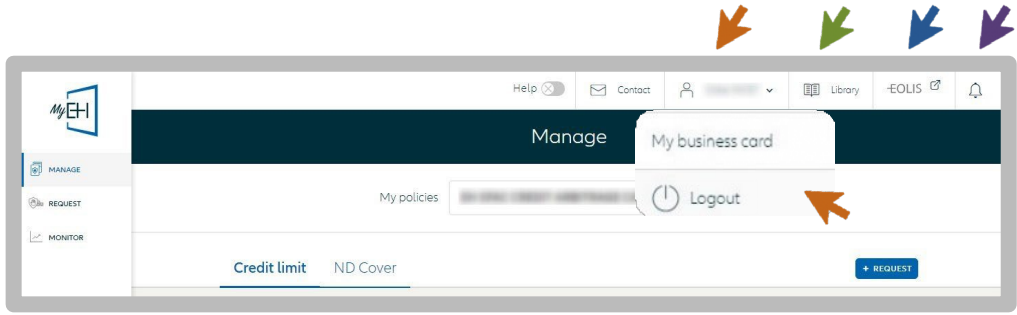 Help
Contact
Library
EOLIS
MyEH
Manage
My business card
MANAGE
Logout
My policies
REQUEST
MONITOR
Credit limit
ND Cover
+ REQUEST